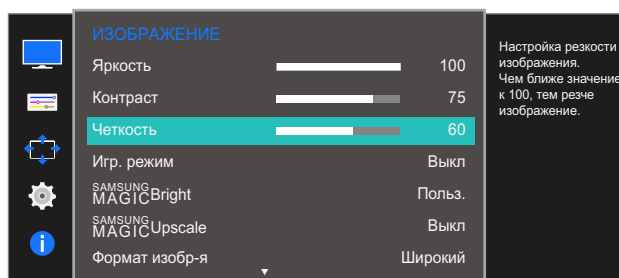 ИЗОБРАЖЕНИЕ
Яркость 100
Контраст 75
Четкость 60
Игр. режим Выкл
SAMSUNG MAGIC Bright Польз.
SAMSUNG MAGIC Upscale Выкл
Формат изобр-я Широкий
Настройка резкости
изображения.
Чем ближе значение
к 100, тем резче
изображение.